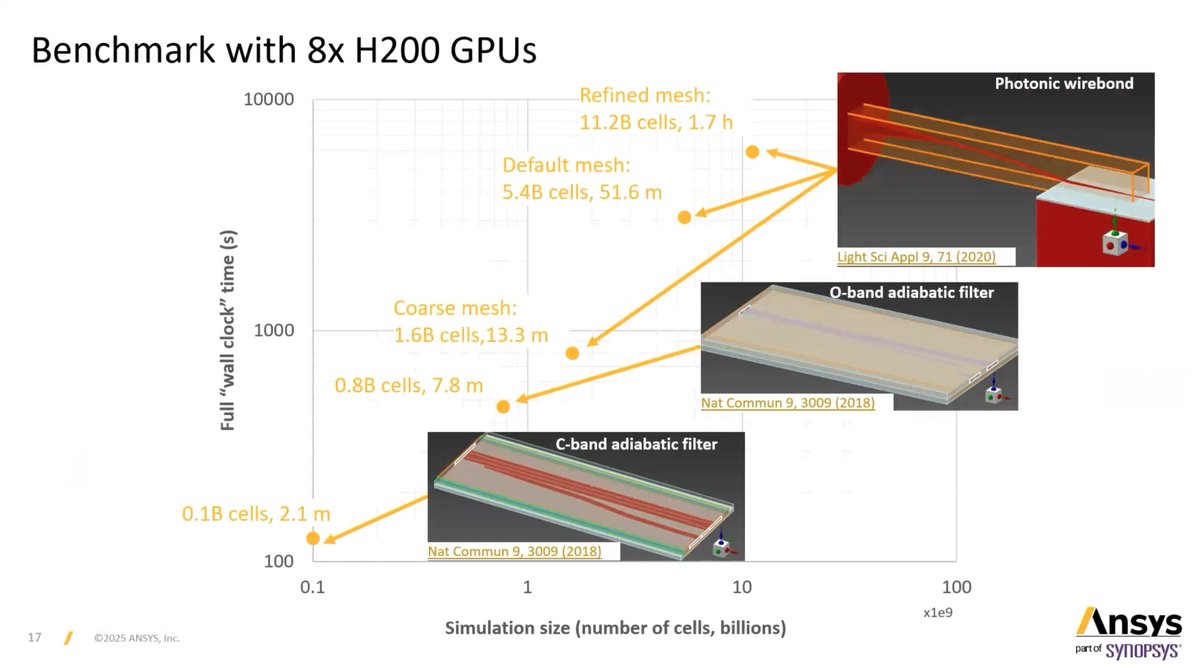 Benchmark with 8x H200 GPUs
10000
1000
100
Full “wall clock” time (s)
Refined mesh:
11.2B cells, 1.7 h
Default mesh:
5.4B cells, 51.6 m
Coarse mesh:
1.6B cells,13.3 m
0.8B cells, 7.8 m
0.1B cells, 2.1 m
Photonic wirebond
Light Sci Appl 9, 71 (2020)
O-band adiabatic filter
Nat Commun 9, 3009 (2018)
C-band adiabatic filter
Nat Commun 9, 3009 (2018)
0.1
1
10
100
x1e9
Simulation size (number of cells, billions)
17
©2025 ANSYS, Inc.
Ansys
part of SYNOPSYS®